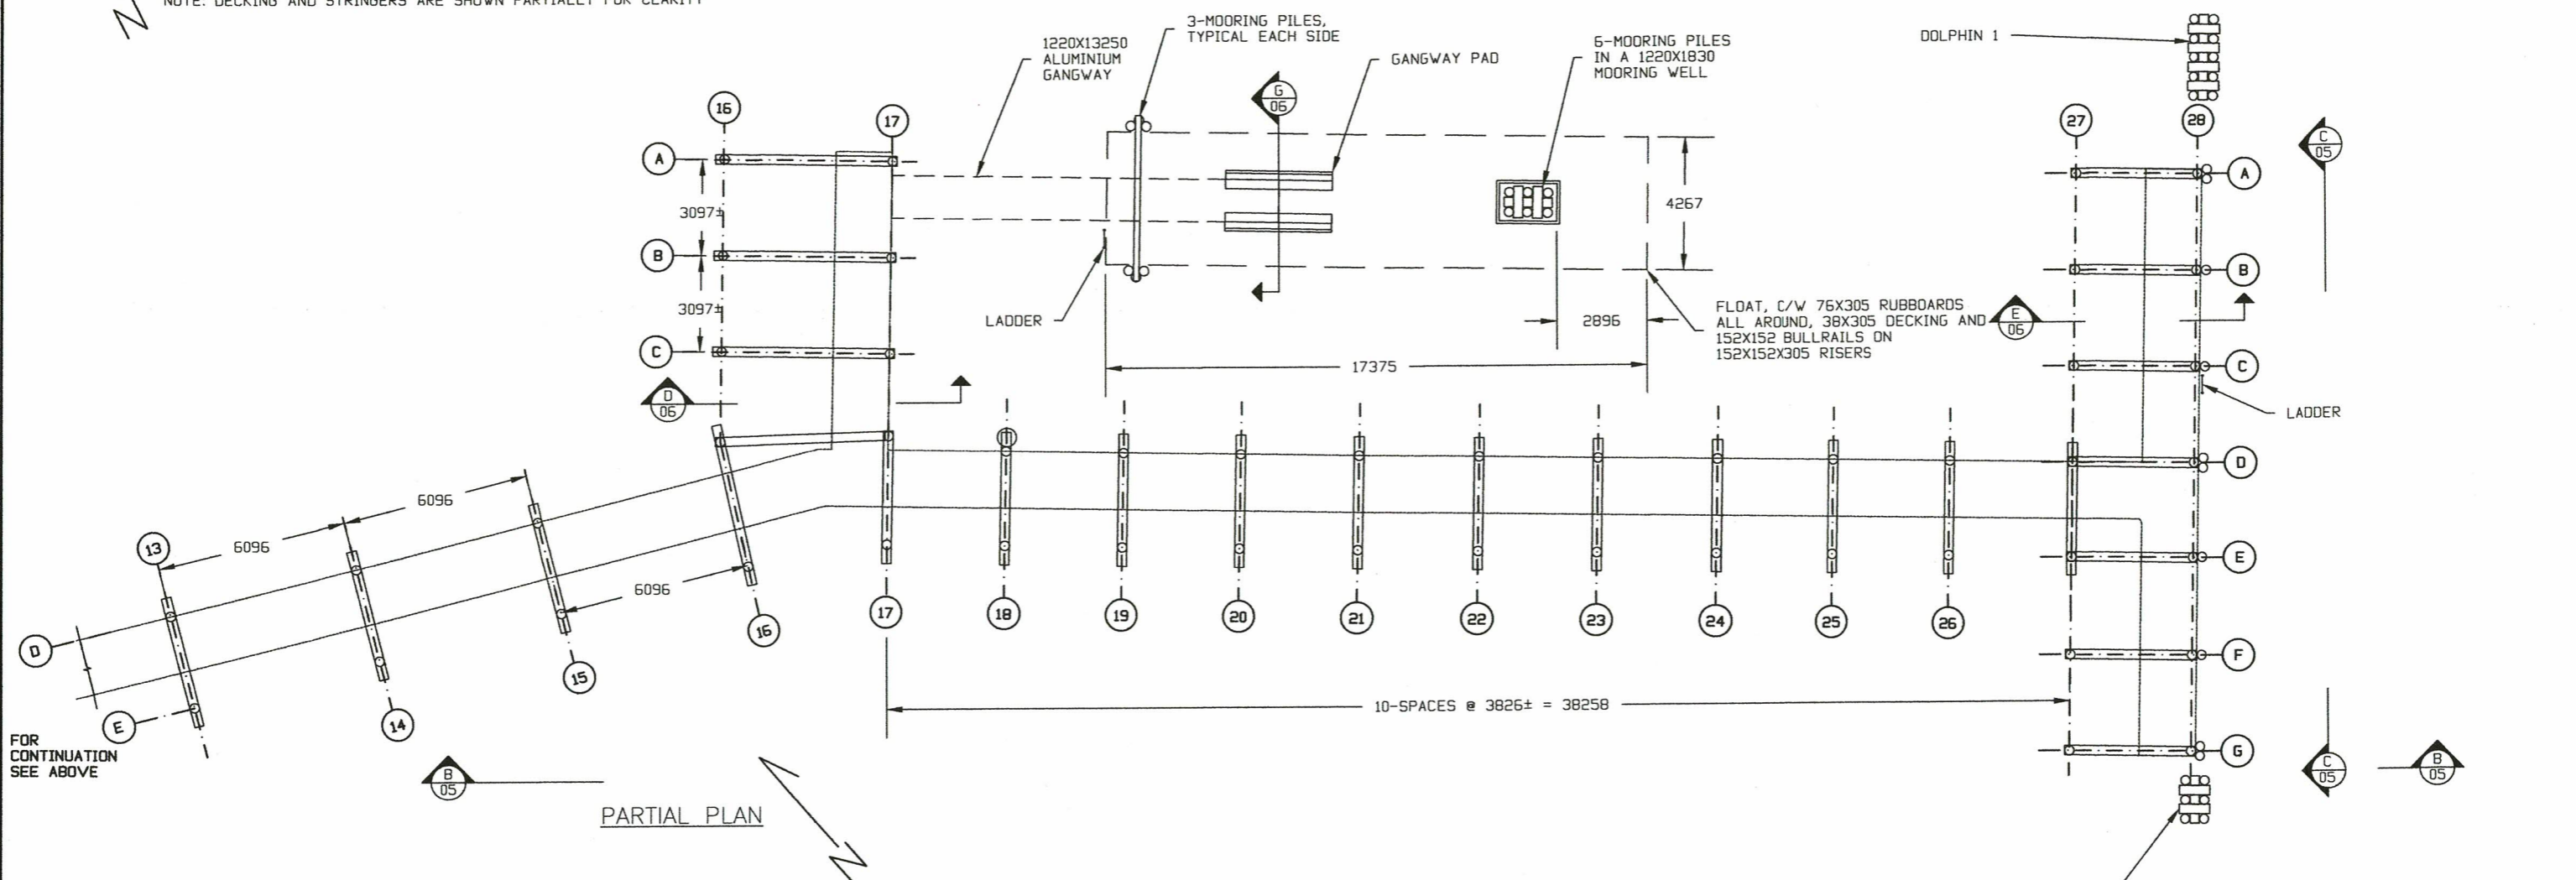 NOTE: DECKING AND STRINGERS ARE SHOWN PARTIALLY FOR CLARITY
3-MOORING PILES,
TYPICAL EACH SIDE
1220X13250
ALUMINIUM
GANGWAY
GANGWAY PAD
6-MOORING PILES
IN A 1220X1830
MOORING WELL
DOLPHIN 1
G
06
16
17
27
28
C
05
A
A
3097±
4267
B
B
3097±
LADDER
2896
FLOAT, C/W 76X305 RUBBOARDS
ALL AROUND, 38X305 DECKING AND
152X152 BULLRAILS ON
152X152X305 RISERS
E
06
C
17375
C
D
06
LADDER
D
6096
6096
13
6096
E
17
18
19
20
21
22
23
24
25
26
16
D
15
F
14
E
10-SPACES @ 3826± = 38258
FOR
CONTINUATION
SEE ABOVE
G
B
05
C
05
B
05
PARTIAL PLAN
N